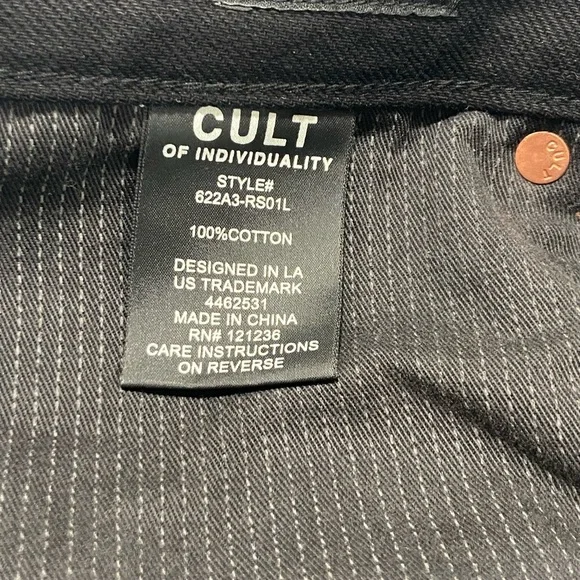 CULT
OF INDIVIDUALITY
STYLE#
622A3-RS01L
100%COTTON
DESIGNED IN LA
US TRADEMARK
4462531
MADE IN CHINA
RN# 121236
CARE INSTRUCTIONS
ON REVERSE
CULT